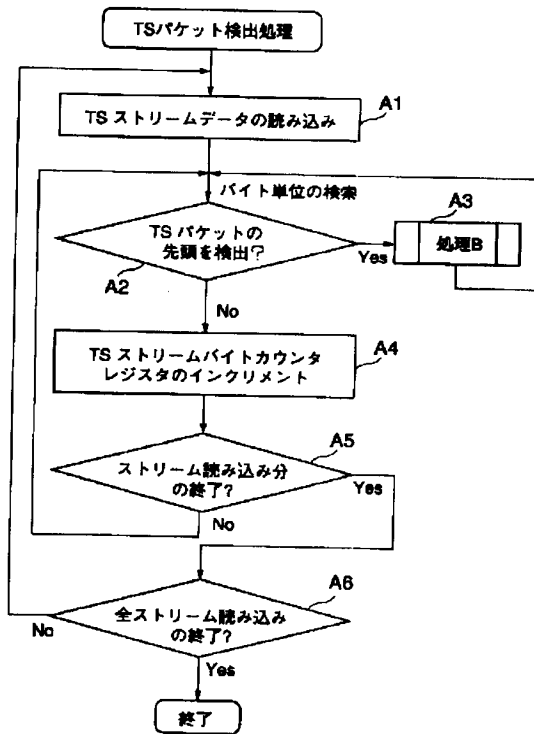 TSパケット検出処理
A1
TS ストリームデータの読み込み
バイト単位の検索
A3
TS パケットの
先頭を検出?
処理B
Yes
A2
No
A4
TS ストリームバイトカウンタ
レジスタのインクリメント
A5
ストリーム読み込み分
の終了?
Yes
No
A6
全ストリーム読み込み
の終了?
No
Yes
終了